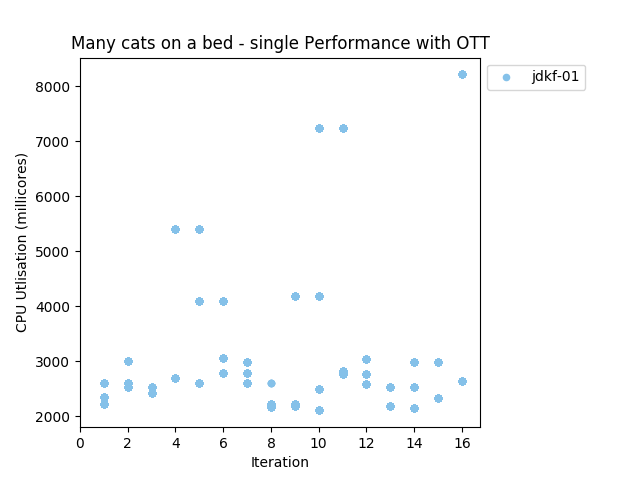 Many cats on a bed - single Performance with OTT
jdkf-01
CPU Utlisation (millicores)
8000
7000
6000
5000
4000
3000
2000
0 2 4 6 8 10 12 14 16
Iteration